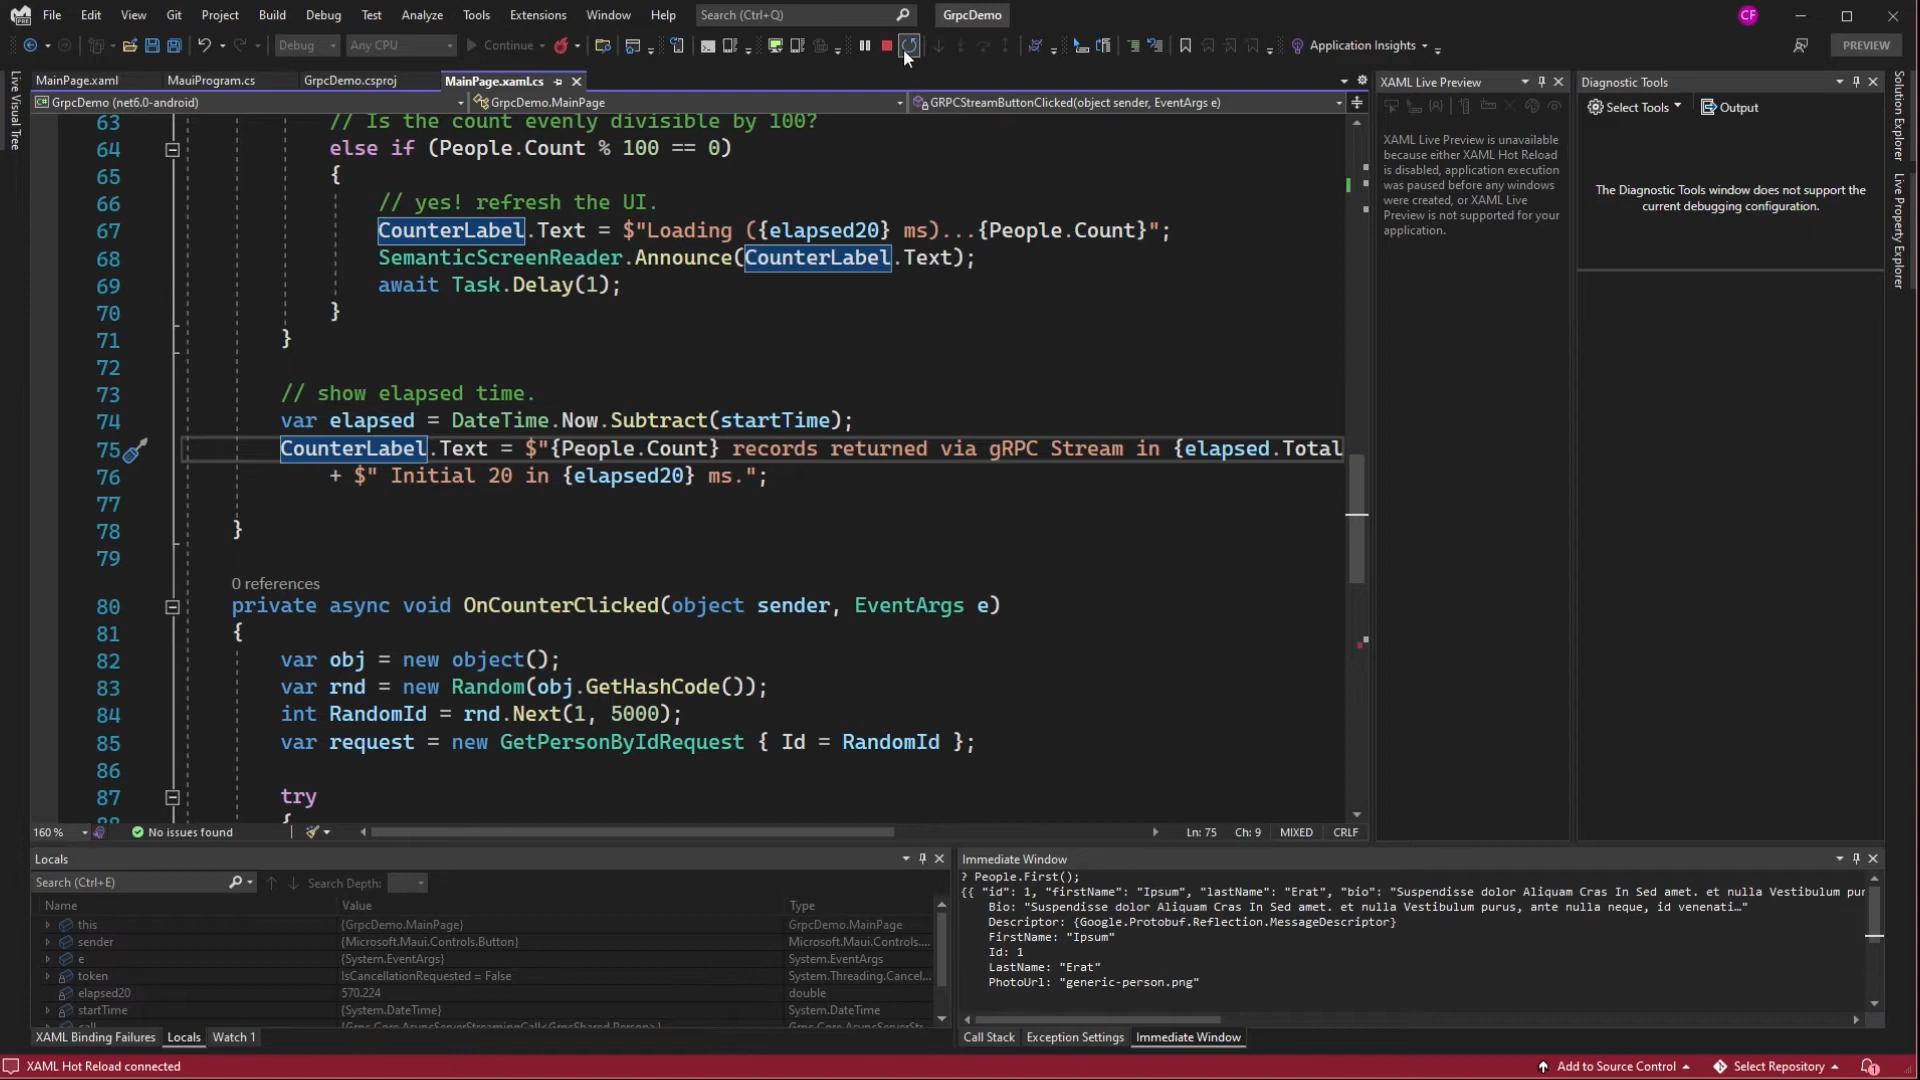 File Edit View Git Project Build Debug Test Analyze Tools Extensions Window Help Search (Ctrl+Q) GrpcDemo CF
Debug Any CPU Continue Application Insights PREVIEW
MainPage.xaml MauiProgram.cs GrpcDemo.csproj MainPage.xaml.cs
GrpcDemo (net6.0-android) GrpcDemo.MainPage GRPCStreamButtonClicked(object sender, EventArgs e)
Live Visual Tree
63 // Is the count evenly divisible by 100?
64 else if (People.Count % 100 == 0)
65 {
66 // yes! refresh the UI.
67 CounterLabel.Text = $"Loading ({elapsed20} ms)...{People.Count}";
68 SemanticScreenReader.Announce(CounterLabel.Text);
69 await Task.Delay(1);
70 }
71 }
72
73 // show elapsed time.
74 var elapsed = DateTime.Now.Subtract(startTime);
75 CounterLabel.Text = $"{People.Count} records returned via gRPC Stream in {elapsed.Total
76 + $" Initial 20 in {elapsed20} ms.";
77
78 }
79
0 references
80 private async void OnCounterClicked(object sender, EventArgs e)
81 {
82 var obj = new object();
83 var rnd = new Random(obj.GetHashCode());
84 int RandomId = rnd.Next(1, 5000);
85 var request = new GetPersonByIdRequest { Id = RandomId };
86
87 try
{
160 % No issues found Ln: 75 Ch: 9 MIXED CRLF
XAML Live Preview
XAML Live Preview is unavailable
because either XAML Hot Reload
is disabled, application execution
was paused before any windows
were created, or XAML Live
Preview is not supported for your
application.
Diagnostic Tools
Select Tools Output
The Diagnostic Tools window does not support the
current debugging configuration.
Solution Explorer
Live Property Explorer
Locals
Search (Ctrl+E) Search Depth:
Name Value Type
this {GrpcDemo.MainPage} GrpcDemo.MainPage
sender {Microsoft.Maui.Controls.Button} Microsoft.Maui.Controls....
e {System.EventArgs} System.EventArgs
token IsCancellationRequested = False System.Threading.Cancel...
elapsed20 570.224 double
startTime {System.DateTime} System.DateTime
XAML Binding Failures Locals Watch 1
Immediate Window
? People.First();
{{ "id": 1, "firstName": "Ipsum", "lastName": "Erat", "bio": "Suspendisse dolor Aliquam Cras In Sed amet. et nulla Vestibulum pur
Bio: "Suspendisse dolor Aliquam Cras In Sed amet. et nulla Vestibulum purus, ante nulla neque, id venenati…"
Descriptor: {Google.Protobuf.Reflection.MessageDescriptor}
FirstName: "Ipsum"
Id: 1
LastName: "Erat"
PhotoUrl: "generic-person.png"
Call Stack Exception Settings Immediate Window
XAML Hot Reload connected Add to Source Control Select Repository 1